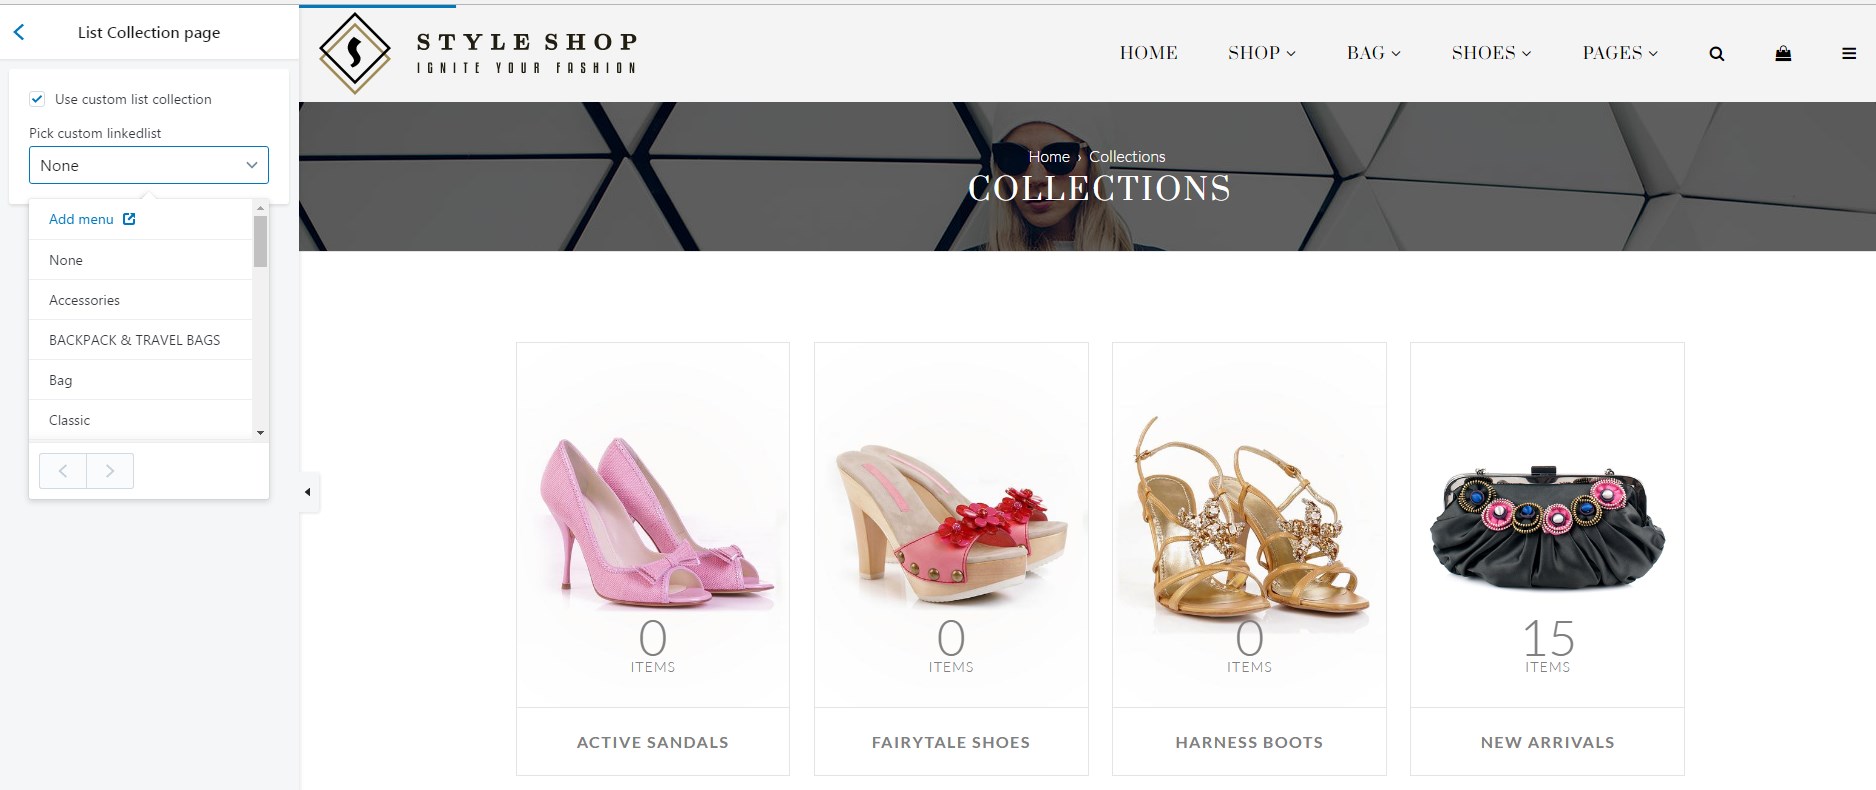 List Collection page
Use custom list collection
Pick custom linkedlist
None
Add menu
None
Accessories
BACKPACK & TRAVEL BAGS
Bag
Classic
S
STYLE SHOP
IGNITE YOUR FASHION
HOME SHOP BAG SHOES PAGES
Home › Collections
COLLECTIONS
0
ITEMS
ACTIVE SANDALS
0
ITEMS
FAIRYTALE SHOES
0
ITEMS
HARNESS BOOTS
15
ITEMS
NEW ARRIVALS